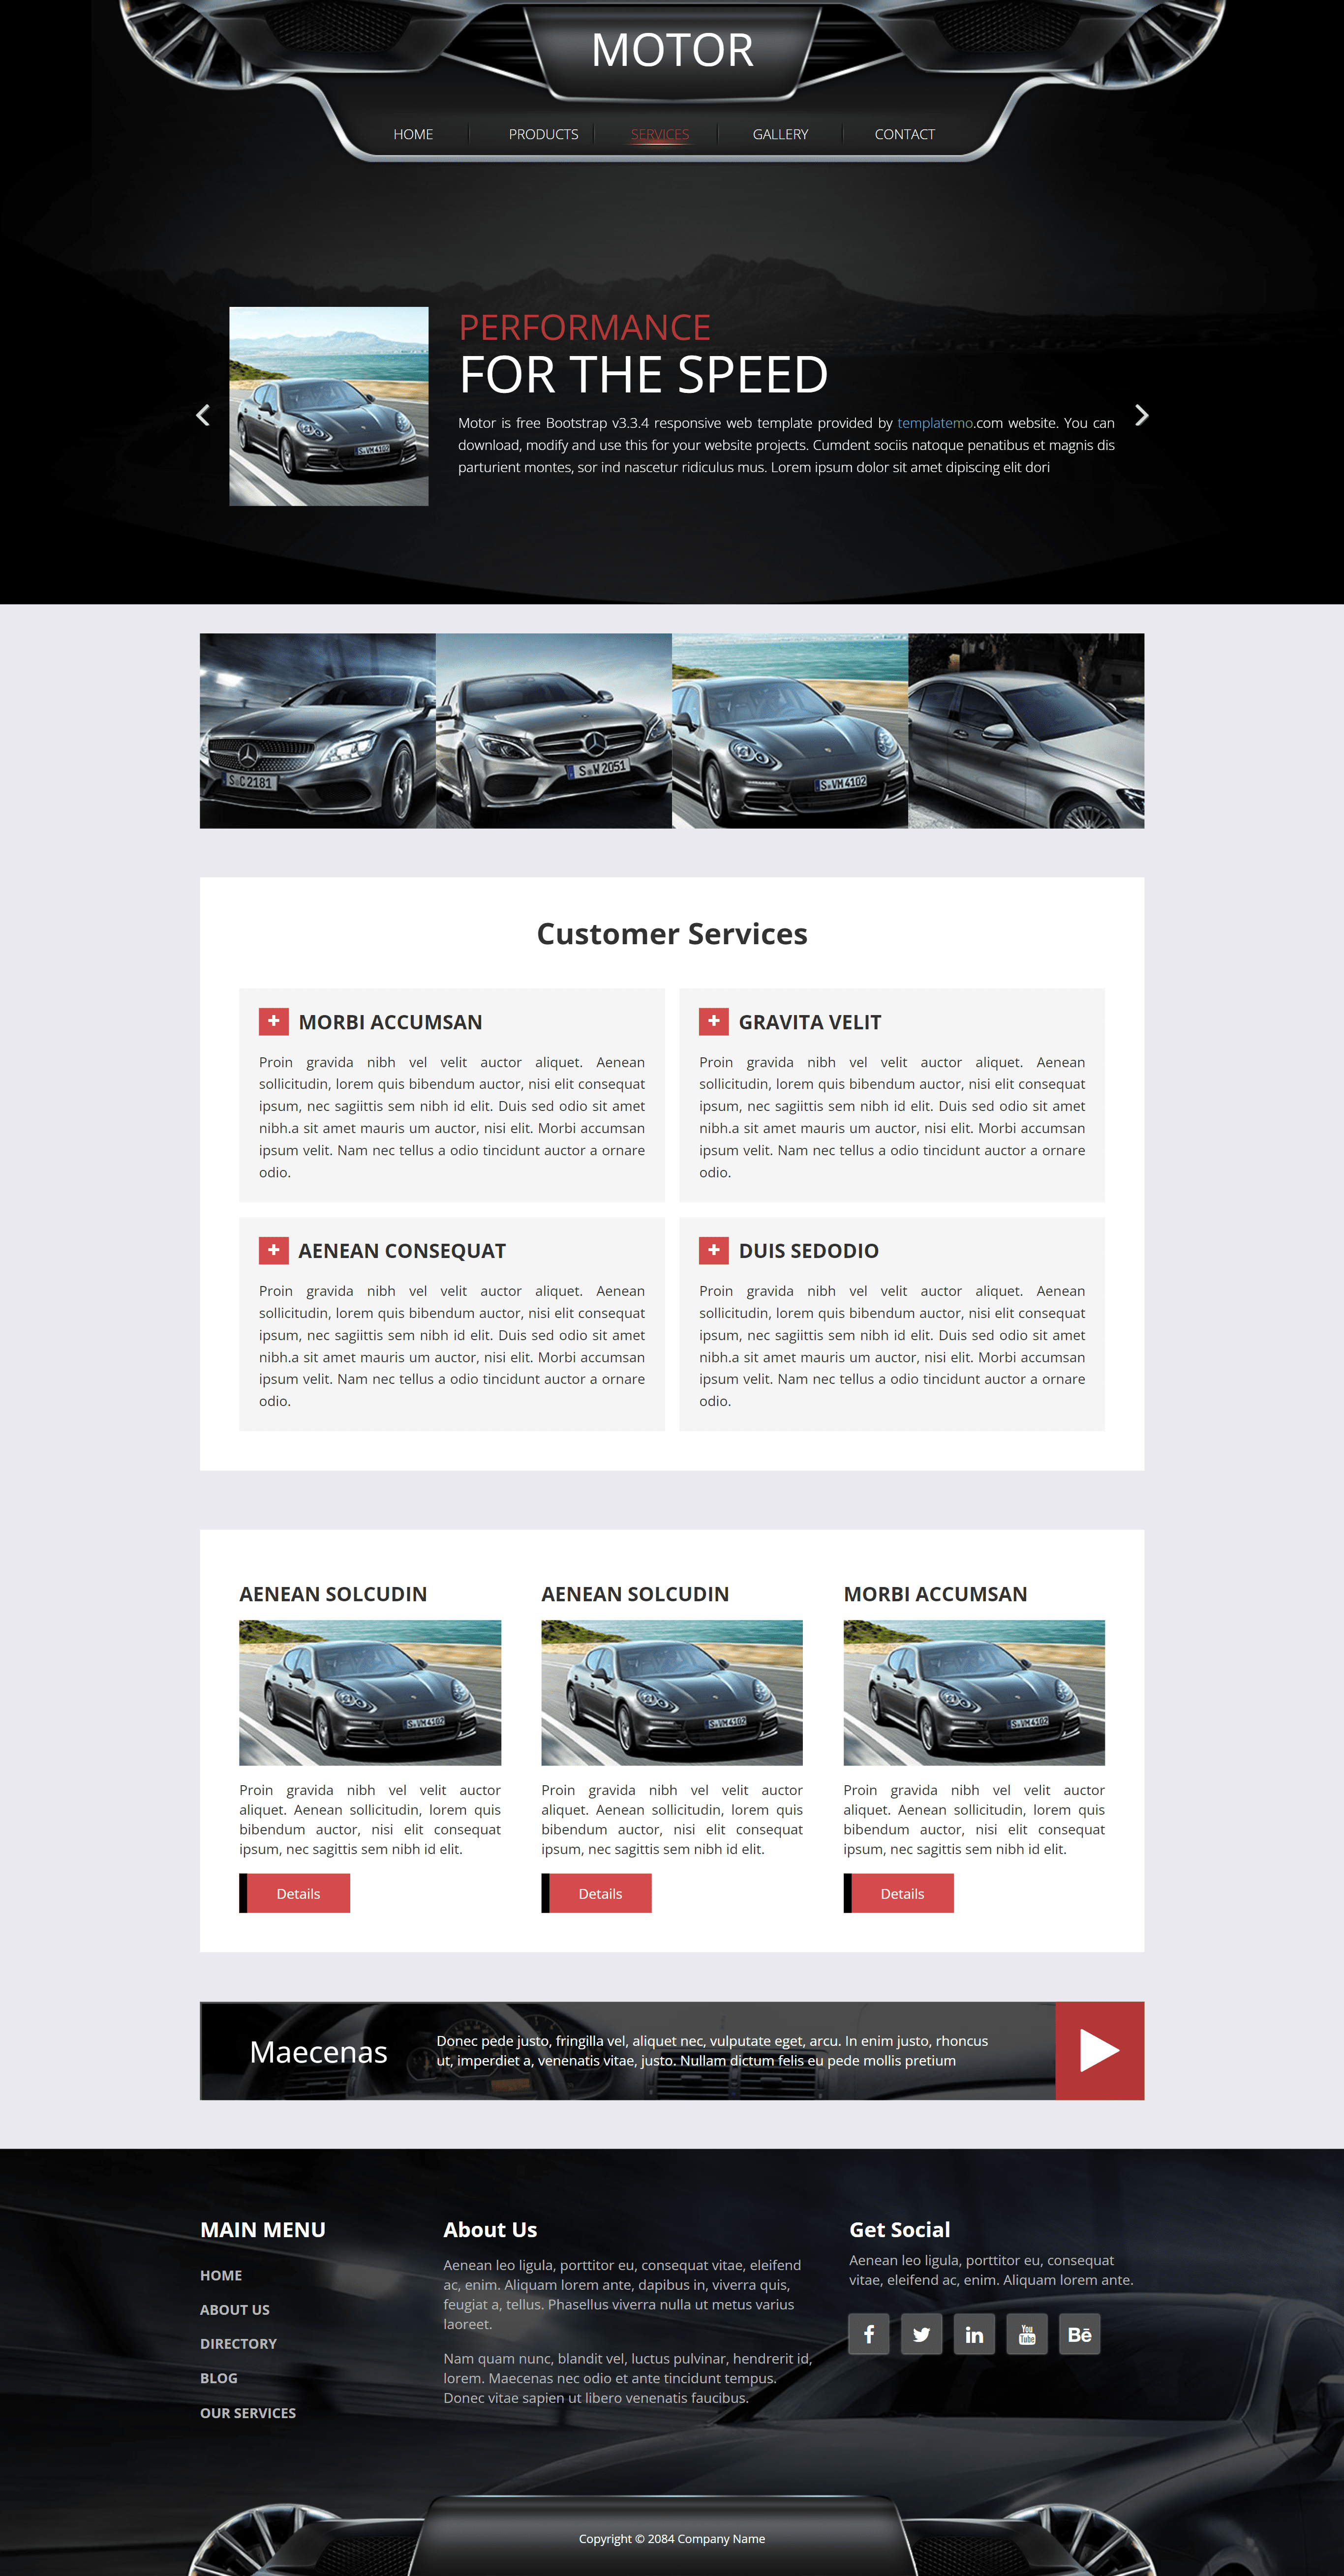 MOTOR
HOME PRODUCTS SERVICES GALLERY CONTACT
PERFORMANCE
FOR THE SPEED
Motor is free Bootstrap v3.3.4 responsive web template provided by templatemo.com website. You can
download, modify and use this for your website projects. Cumdent sociis natoque penatibus et magnis dis
parturient montes, sor ind nascetur ridiculus mus. Lorem ipsum dolor sit amet dipiscing elit dori
S·VM 4102
S·C 2181
S·W 2051
S·VM 4102
Customer Services
MORBI ACCUMSAN
Proin gravida nibh vel velit auctor aliquet. Aenean
sollicitudin, lorem quis bibendum auctor, nisi elit consequat
ipsum, nec sagiittis sem nibh id elit. Duis sed odio sit amet
nibh.a sit amet mauris um auctor, nisi elit. Morbi accumsan
ipsum velit. Nam nec tellus a odio tincidunt auctor a ornare
odio.
GRAVITA VELIT
Proin gravida nibh vel velit auctor aliquet. Aenean
sollicitudin, lorem quis bibendum auctor, nisi elit consequat
ipsum, nec sagiittis sem nibh id elit. Duis sed odio sit amet
nibh.a sit amet mauris um auctor, nisi elit. Morbi accumsan
ipsum velit. Nam nec tellus a odio tincidunt auctor a ornare
odio.
AENEAN CONSEQUAT
Proin gravida nibh vel velit auctor aliquet. Aenean
sollicitudin, lorem quis bibendum auctor, nisi elit consequat
ipsum, nec sagiittis sem nibh id elit. Duis sed odio sit amet
nibh.a sit amet mauris um auctor, nisi elit. Morbi accumsan
ipsum velit. Nam nec tellus a odio tincidunt auctor a ornare
odio.
DUIS SEDODIO
Proin gravida nibh vel velit auctor aliquet. Aenean
sollicitudin, lorem quis bibendum auctor, nisi elit consequat
ipsum, nec sagiittis sem nibh id elit. Duis sed odio sit amet
nibh.a sit amet mauris um auctor, nisi elit. Morbi accumsan
ipsum velit. Nam nec tellus a odio tincidunt auctor a ornare
odio.
AENEAN SOLCUDIN
S·VM 4102
Proin gravida nibh vel velit auctor
aliquet. Aenean sollicitudin, lorem quis
bibendum auctor, nisi elit consequat
ipsum, nec sagittis sem nibh id elit.
Details
AENEAN SOLCUDIN
S·VM 4102
Proin gravida nibh vel velit auctor
aliquet. Aenean sollicitudin, lorem quis
bibendum auctor, nisi elit consequat
ipsum, nec sagittis sem nibh id elit.
Details
MORBI ACCUMSAN
S·VM 4102
Proin gravida nibh vel velit auctor
aliquet. Aenean sollicitudin, lorem quis
bibendum auctor, nisi elit consequat
ipsum, nec sagittis sem nibh id elit.
Details
Maecenas
Donec pede justo, fringilla vel, aliquet nec, vulputate eget, arcu. In enim justo, rhoncus
ut, imperdiet a, venenatis vitae, justo. Nullam dictum felis eu pede mollis pretium
MAIN MENU
HOME
ABOUT US
DIRECTORY
BLOG
OUR SERVICES
About Us
Aenean leo ligula, porttitor eu, consequat vitae, eleifend
ac, enim. Aliquam lorem ante, dapibus in, viverra quis,
feugiat a, tellus. Phasellus viverra nulla ut metus varius
laoreet.
Nam quam nunc, blandit vel, luctus pulvinar, hendrerit id,
lorem. Maecenas nec odio et ante tincidunt tempus.
Donec vitae sapien ut libero venenatis faucibus.
Get Social
Aenean leo ligula, porttitor eu, consequat
vitae, eleifend ac, enim. Aliquam lorem ante.
f in You Tube Bē
Copyright © 2084 Company Name